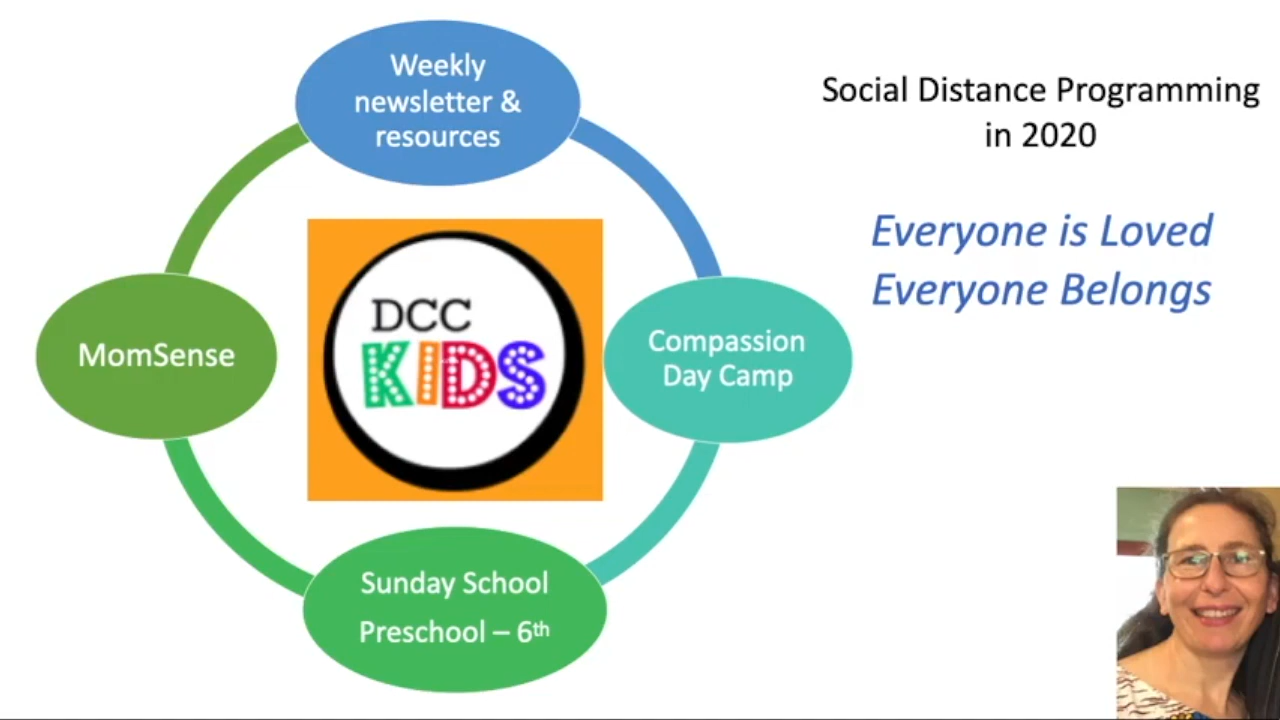 Weekly
newsletter &
resources
Social Distance Programming
in 2020
Everyone is Loved
Everyone Belongs
MomSense
DCC
KIDS
Compassion
Day Camp
Sunday School
Preschool – 6th